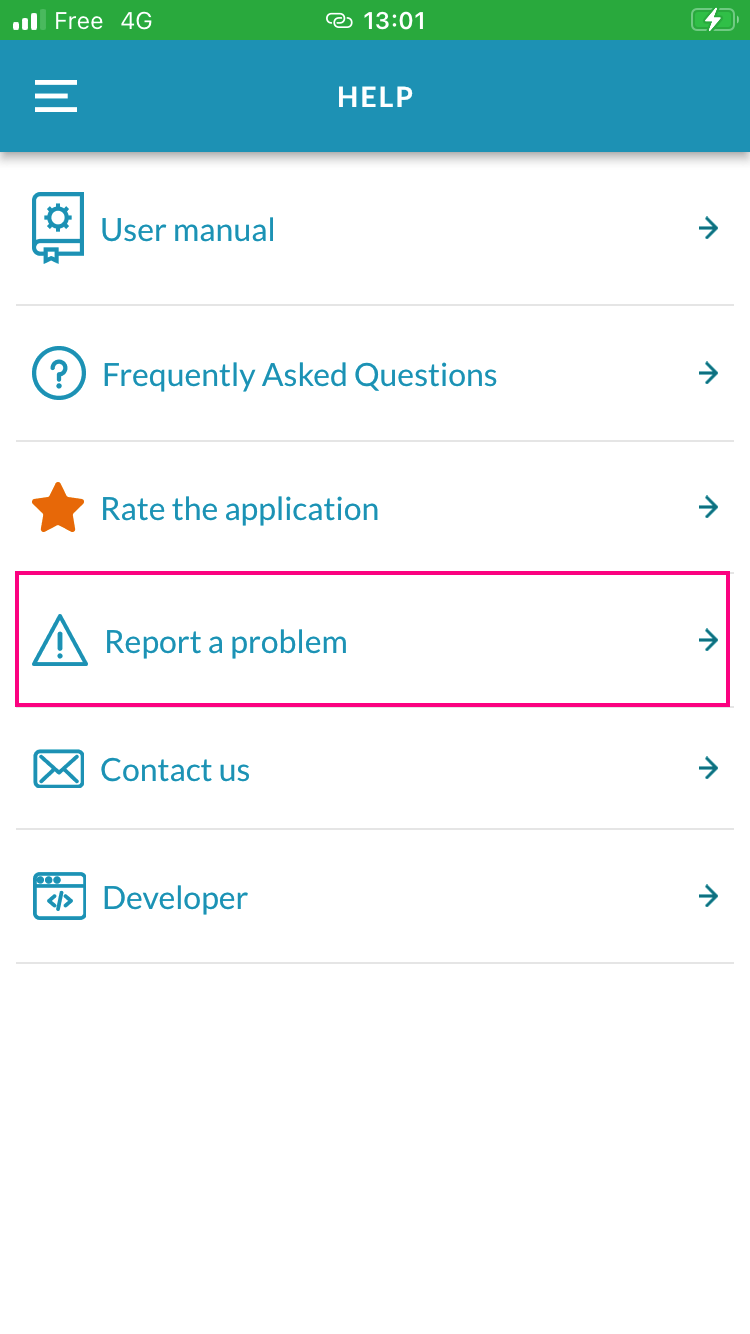 Free 4G 13:01
HELP
User manual
Frequently Asked Questions
Rate the application
Report a problem
Contact us
Developer